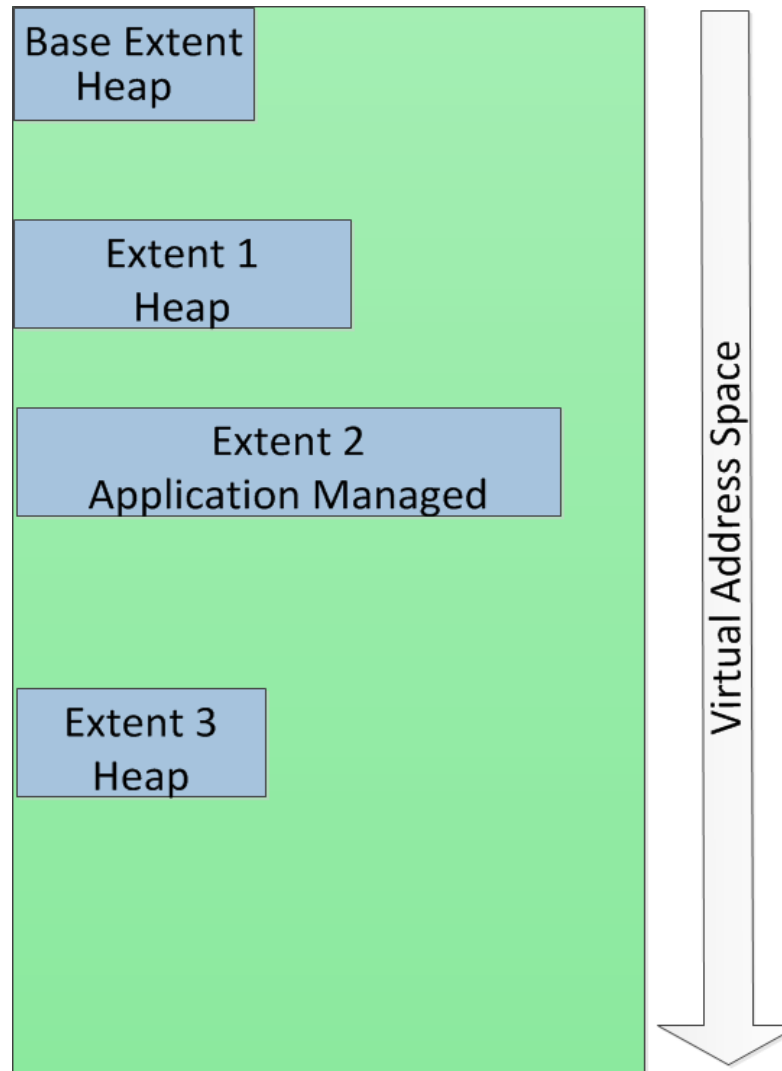 Base Extent
Heap
Extent 1
Heap
Extent 2
Application Managed
Extent 3
Heap
Virtual Address Space